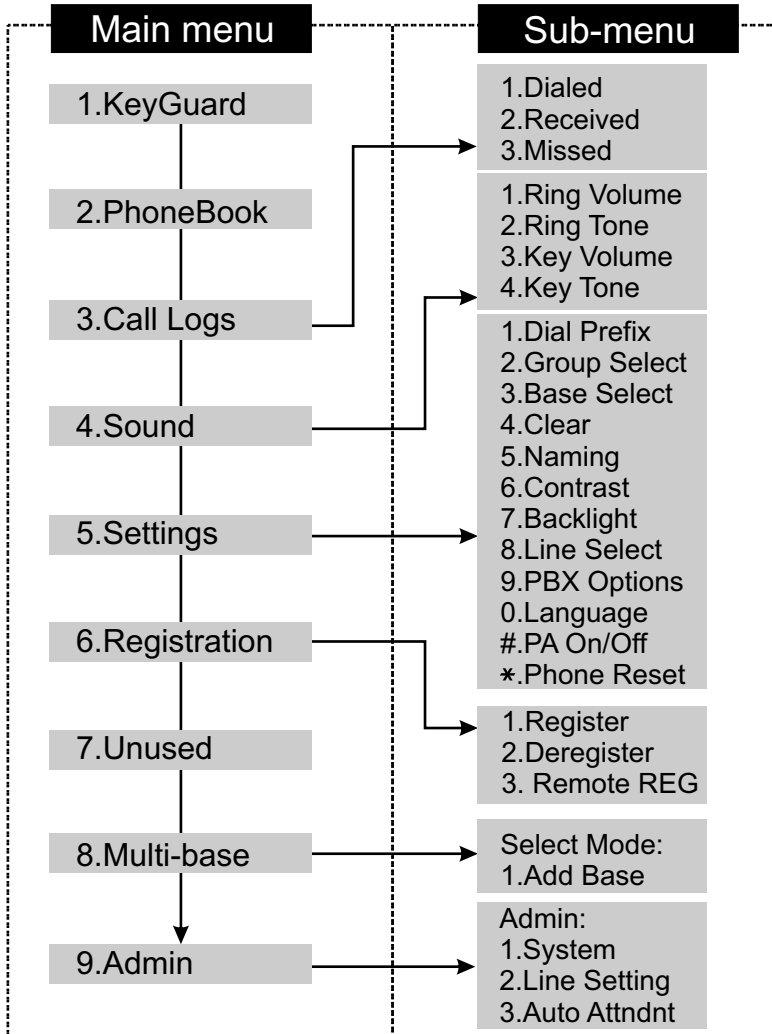 Main menu
1.KeyGuard
2.PhoneBook
3.Call Logs
4.Sound
5.Settings
6.Registration
7.Unused
8.Multi-base
9.Admin
Sub-menu
1.Dialed
2.Received
3.Missed
1.Ring Volume
2.Ring Tone
3.Key Volume
4.Key Tone
1.Dial Prefix
2.Group Select
3.Base Select
4.Clear
5.Naming
6.Contrast
7.Backlight
8.Line Select
9.PBX Options
0.Language
#.PA On/Off
*.Phone Reset
1.Register
2.Deregister
3. Remote REG
Select Mode:
1.Add Base
Admin:
1.System
2.Line Setting
3.Auto Attndnt